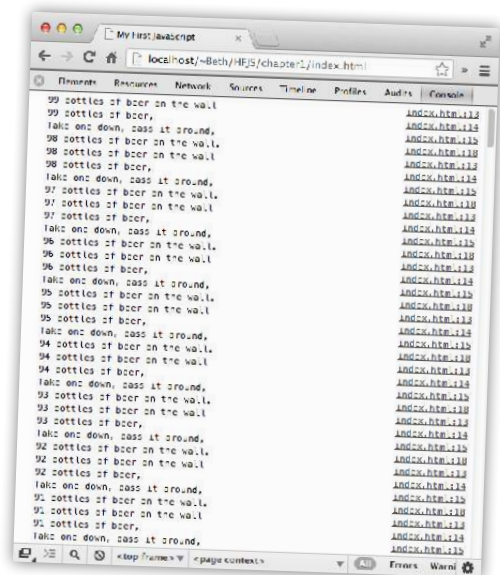 My First JavaScript
localhost/~Beth/HFJS/chapter1/index.html
Elements Resources Network Sources Timeline Profiles Audits Console
99 bottles of beer on the wall index.html:13
99 bottles of beer, index.html:14
Take one down, pass it around, index.html:15
98 bottles of beer on the wall. index.html:18
98 bottles of beer on the wall index.html:13
98 bottles of beer, index.html:14
Take one down, pass it around, index.html:15
97 bottles of beer on the wall. index.html:18
97 bottles of beer on the wall index.html:13
97 bottles of beer, index.html:14
Take one down, pass it around, index.html:15
96 bottles of beer on the wall. index.html:18
96 bottles of beer on the wall index.html:13
96 bottles of beer, index.html:14
Take one down, pass it around, index.html:15
95 bottles of beer on the wall. index.html:18
95 bottles of beer on the wall index.html:13
95 bottles of beer, index.html:14
Take one down, pass it around, index.html:15
94 bottles of beer on the wall. index.html:18
94 bottles of beer on the wall index.html:13
94 bottles of beer, index.html:14
Take one down, pass it around, index.html:15
93 bottles of beer on the wall. index.html:18
93 bottles of beer on the wall index.html:13
93 bottles of beer, index.html:14
Take one down, pass it around, index.html:15
92 bottles of beer on the wall. index.html:18
92 bottles of beer on the wall index.html:13
92 bottles of beer, index.html:14
Take one down, pass it around, index.html:15
91 bottles of beer on the wall. index.html:18
91 bottles of beer on the wall index.html:13
91 bottles of beer, index.html:14
Take one down, pass it around, index.html:15
<top frame> <page context> All Errors Warni